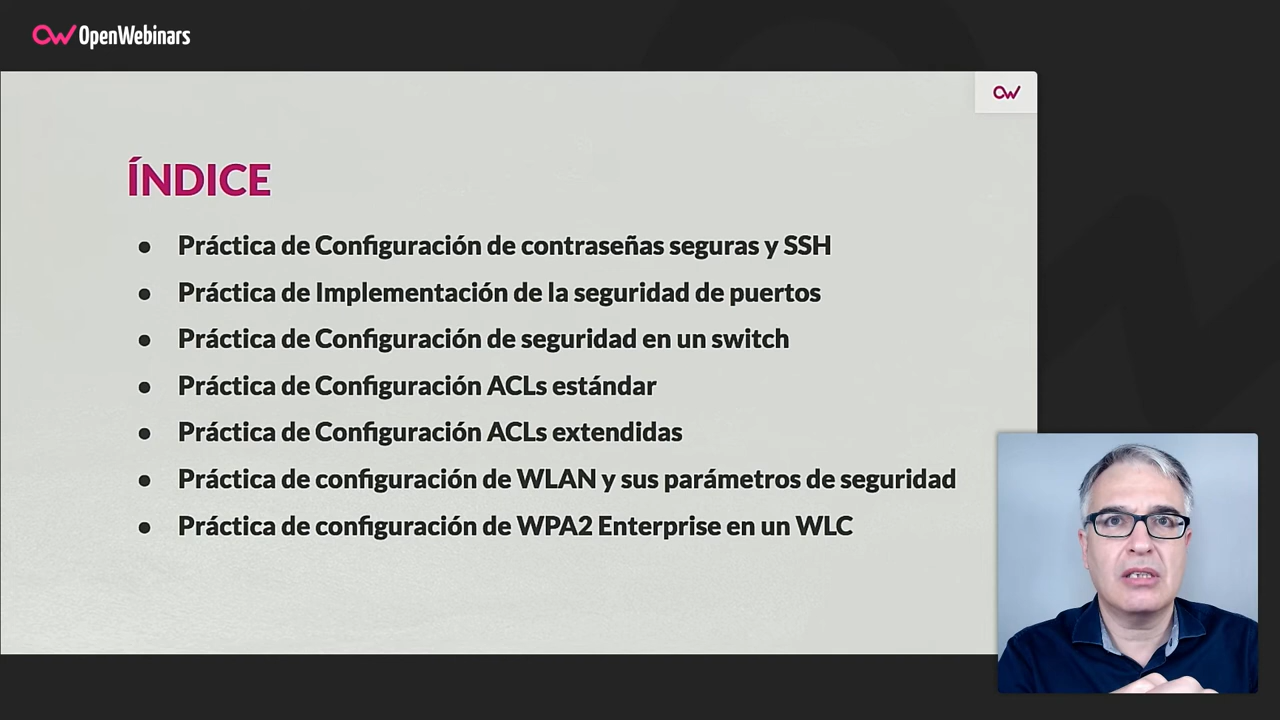 OpenWebinars
ÍNDICE
● Práctica de Configuración de contraseñas seguras y SSH
● Práctica de Implementación de la seguridad de puertos
● Práctica de Configuración de seguridad en un switch
● Práctica de Configuración ACLs estándar
● Práctica de Configuración ACLs extendidas
● Práctica de configuración de WLAN y sus parámetros de seguridad
● Práctica de configuración de WPA2 Enterprise en un WLC